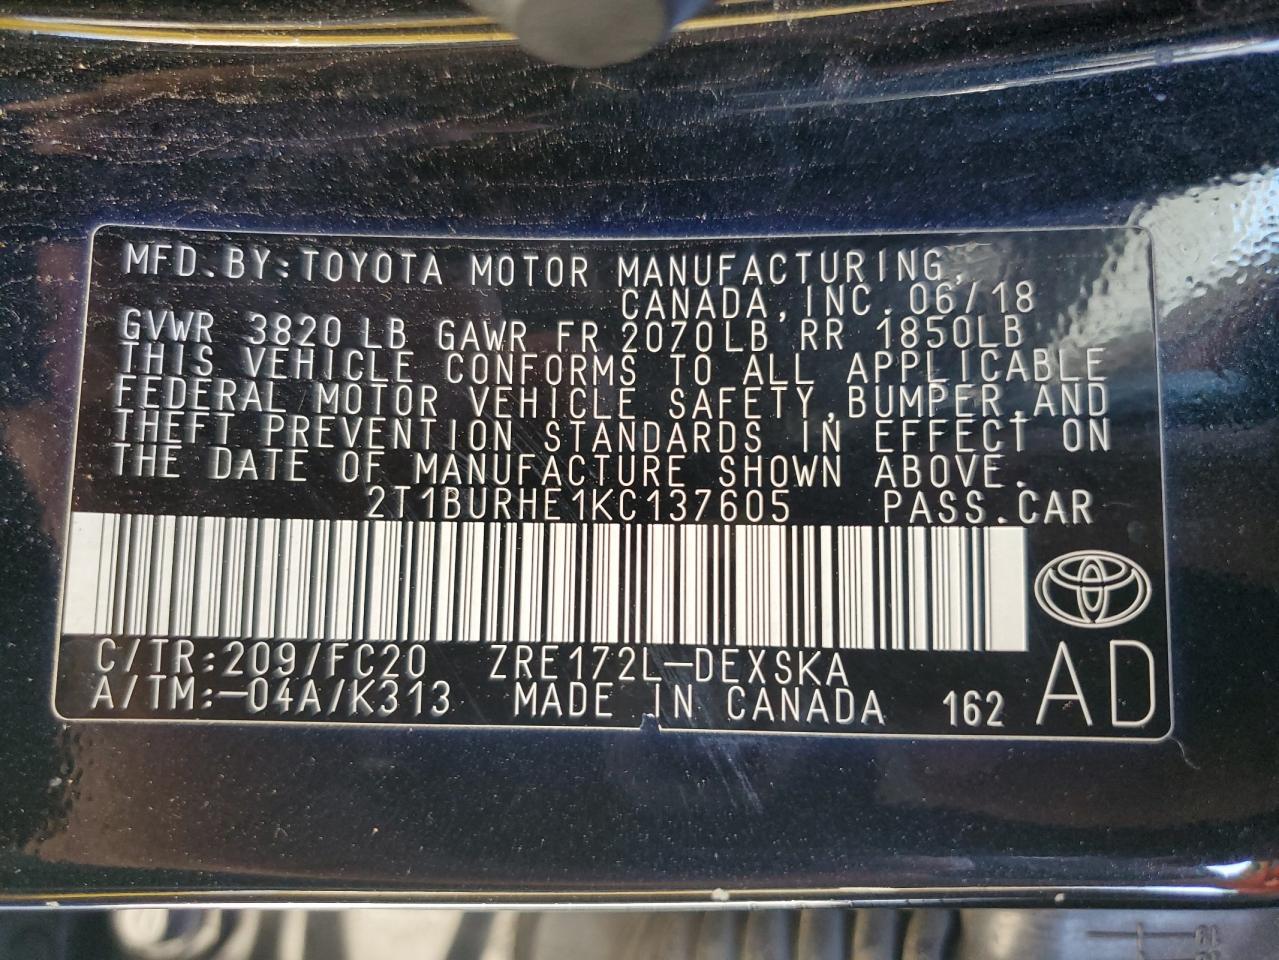 MFD.BY:TOYOTA MOTOR MANUFACTURING,
CANADA,INC.06/18
GVWR 3820LB GAWR FR 2070LB RR 1850LB
THIS VEHICLE CONFORMS TO ALL APPLICABLE
FEDERAL MOTOR VEHICLE SAFETY,BUMPER,AND
THEFT PREVENTION STANDARDS IN EFFECT ON
THE DATE OF MANUFACTURE SHOWN ABOVE.
2T1BURHE1KC137605 PASS.CAR
C/TR:209/FC20 ZRE172L-DEXSKA
A/TM:-04A/K313 MADE IN CANADA 162 AD